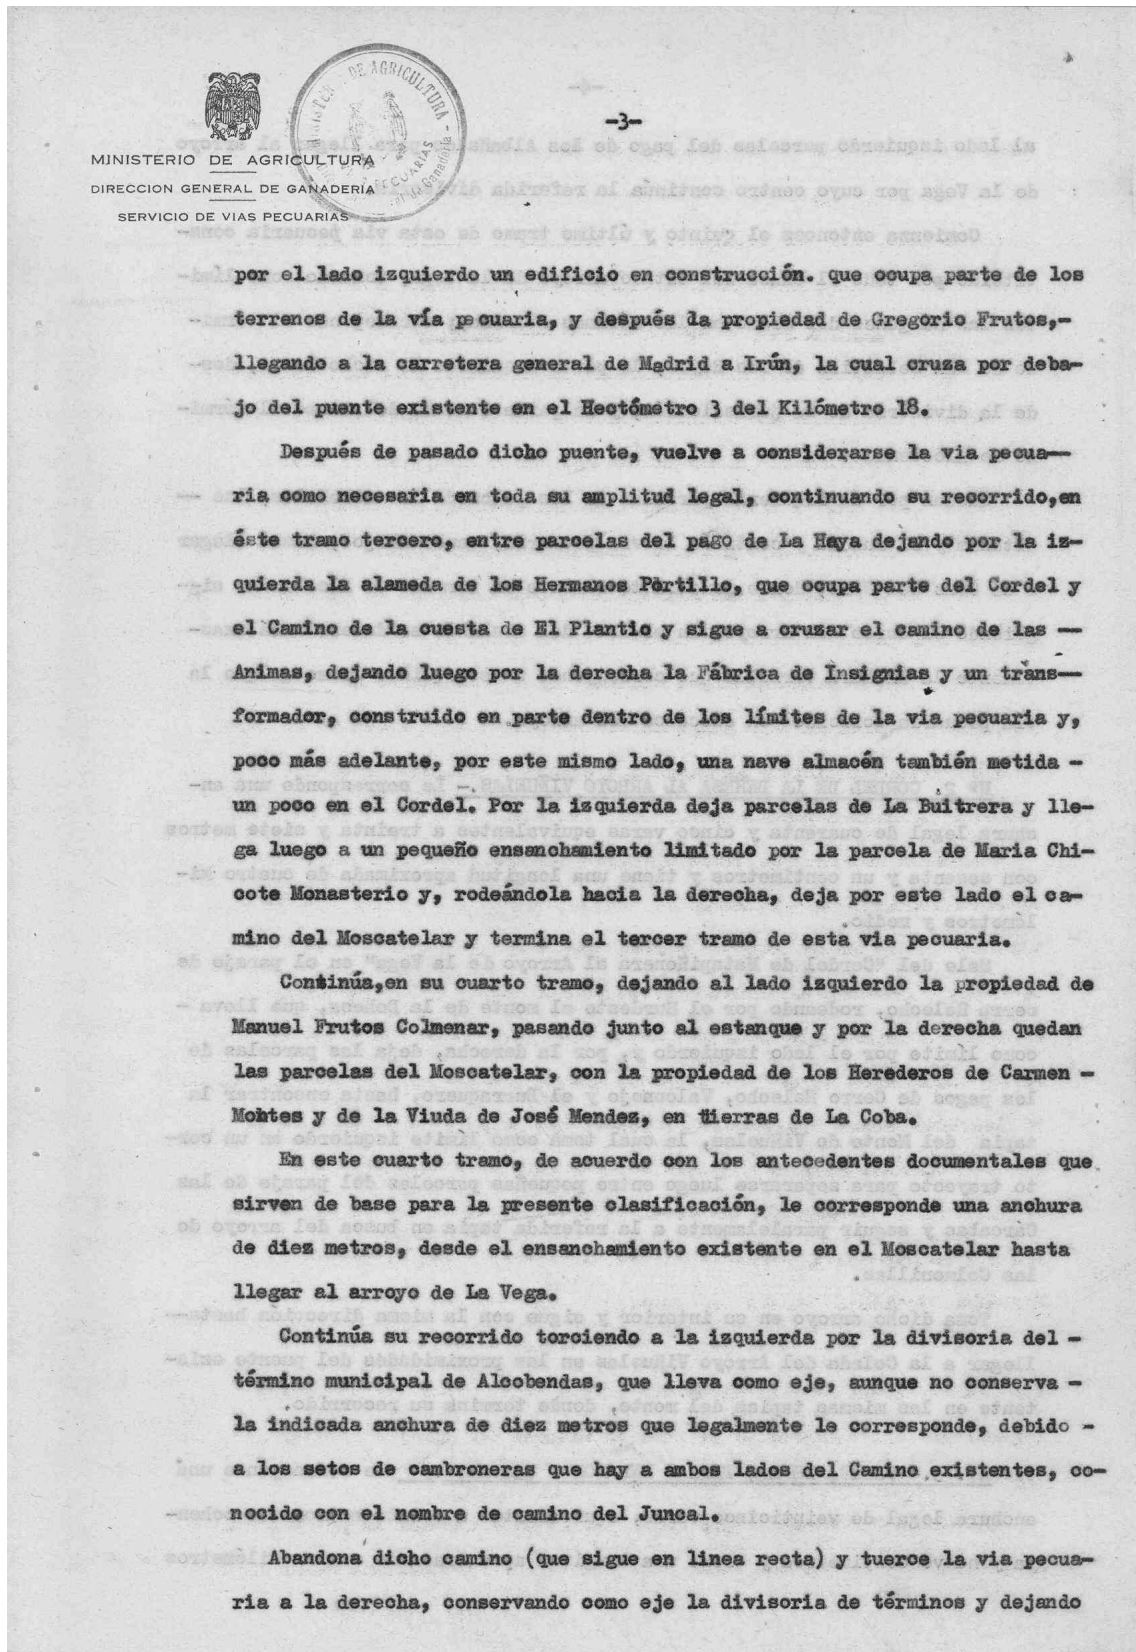 -3-
MINISTERIO DE AGRICULTURA
DIRECCION GENERAL DE GANADERIA
SERVICIO DE VIAS PECUARIAS
DE AGRICULTURA
PECUARIAS
por el lado izquierdo un edificio en construcción. que ocupa parte de los
terrenos de la vía pecuaria, y después la propiedad de Gregorio Frutos,-
llegando a la carretera general de Madrid a Irún, la cual cruza por deba-
jo del puente existente en el Hectómetro 3 del Kilómetro 18.
Después de pasado dicho puente, vuelve a considerarse la via pecua--
ria como necesaria en toda su amplitud legal, continuando su recorrido,en
éste tramo tercero, entre parcelas del pago de La Haya dejando por la iz-
quierda la alameda de los Hermanos Portillo, que ocupa parte del Cordel y
el Camino de la cuesta de El Plantio y sigue a cruzar el camino de las --
Animas, dejando luego por la derecha la Fábrica de Insignias y un trans--
formador, construido en parte dentro de los límites de la via pecuaria y,
poco más adelante, por este mismo lado, una nave almacén también metida -
un poco en el Cordel. Por la izquierda deja parcelas de La Buitrera y lle-
ga luego a un pequeño ensanchamiento limitado por la parcela de Maria Chi-
cote Monasterio y, rodeándola hacia la derecha, deja por este lado el ca-
mino del Moscatelar y termina el tercer tramo de esta via pecuaria.
Continúa,en su cuarto tramo, dejando al lado izquierdo la propiedad de
Manuel Frutos Colmenar, pasando junto al estanque y por la derecha quedan
las parcelas del Moscatelar, con la propiedad de los Herederos de Carmen -
Montes y de la Viuda de José Mendez, en tierras de La Coba.
En este cuarto tramo, de acuerdo con los antecedentes documentales que
sirven de base para la presente clasificación, le corresponde una anchura
de diez metros, desde el ensanchamiento existente en el Moscatelar hasta
llegar al arroyo de La Vega.
Continúa su recorrido torciendo a la izquierda por la divisoria del -
término municipal de Alcobendas, que lleva como eje, aunque no conserva -
la indicada anchura de diez metros que legalmente le corresponde, debido -
a los setos de cambroneras que hay a ambos lados del Camino existentes, co-
nocido con el nombre de camino del Juncal.
Abandona dicho camino (que sigue en linea recta) y tuerce la via pecua-
ria a la derecha, conservando como eje la divisoria de términos y dejando